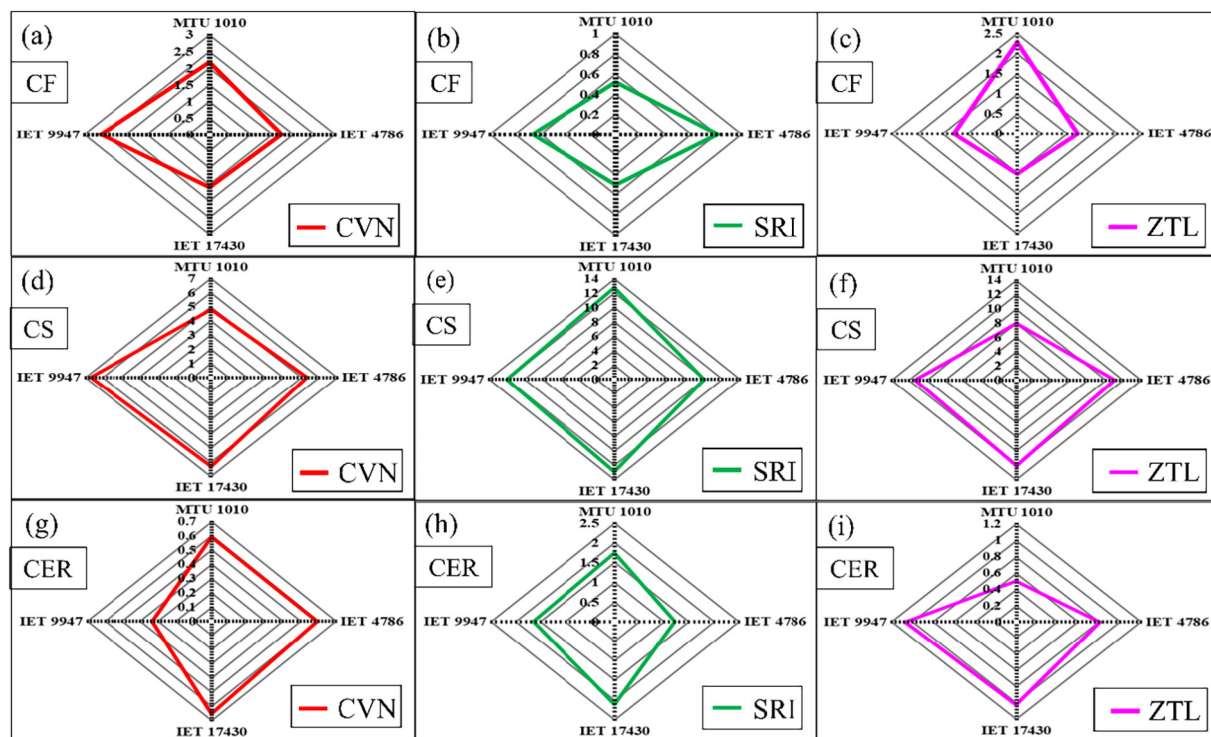 (a)
MTU 1010
3
2.5
2
1.5
1
0.5
0
CF
IET 9947
IET 4786
IET 17430
CVN
(b)
MTU 1010
1
0.8
0.6
0.4
0.2
0
CF
IET 9947
IET 4786
IET 17430
SRI
(c)
MTU 1010
2.5
2
1.5
1
0.5
0
CF
IET 9947
IET 4786
IET 17430
ZTL
(d)
MTU 1010
7
6
5
4
3
2
1
0
CS
IET 9947
IET 4786
IET 17430
CVN
(e)
MTU 1010
14
12
10
8
6
4
2
0
CS
IET 9947
IET 4786
IET 17430
SRI
(f)
MTU 1010
14
12
10
8
6
4
2
0
CS
IET 9947
IET 4786
IET 17430
ZTL
(g)
MTU 1010
0.7
0.6
0.5
0.4
0.3
0.2
0.1
0
CER
IET 9947
IET 4786
IET 17430
CVN
(h)
MTU 1010
2.5
2
1.5
1
0.5
0
CER
IET 9947
IET 4786
IET 17430
SRI
(i)
MTU 1010
1.2
1
0.8
0.6
0.4
0.2
0
CER
IET 9947
IET 4786
IET 17430
ZTL